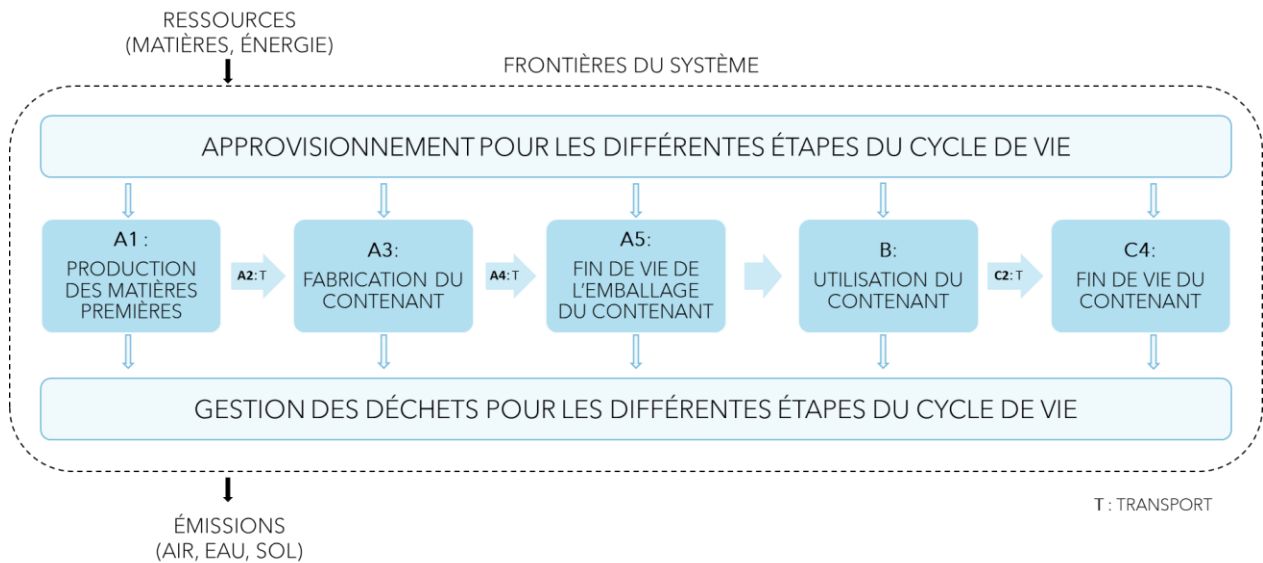 RESSOURCES
(MATIÈRES, ÉNERGIE)
FRONTIÈRES DU SYSTÈME
APPROVISIONNEMENT POUR LES DIFFÉRENTES ÉTAPES DU CYCLE DE VIE
A1 :
PRODUCTION
DES MATIÈRES
PREMIÈRES
A2: T
A3:
FABRICATION DU
CONTENANT
A4: T
A5:
FIN DE VIE DE
L'EMBALLAGE
DU CONTENANT
B:
UTILISATION DU
CONTENANT
C2: T
C4:
FIN DE VIE DU
CONTENANT
GESTION DES DÉCHETS POUR LES DIFFÉRENTES ÉTAPES DU CYCLE DE VIE
T : TRANSPORT
ÉMISSIONS
(AIR, EAU, SOL)